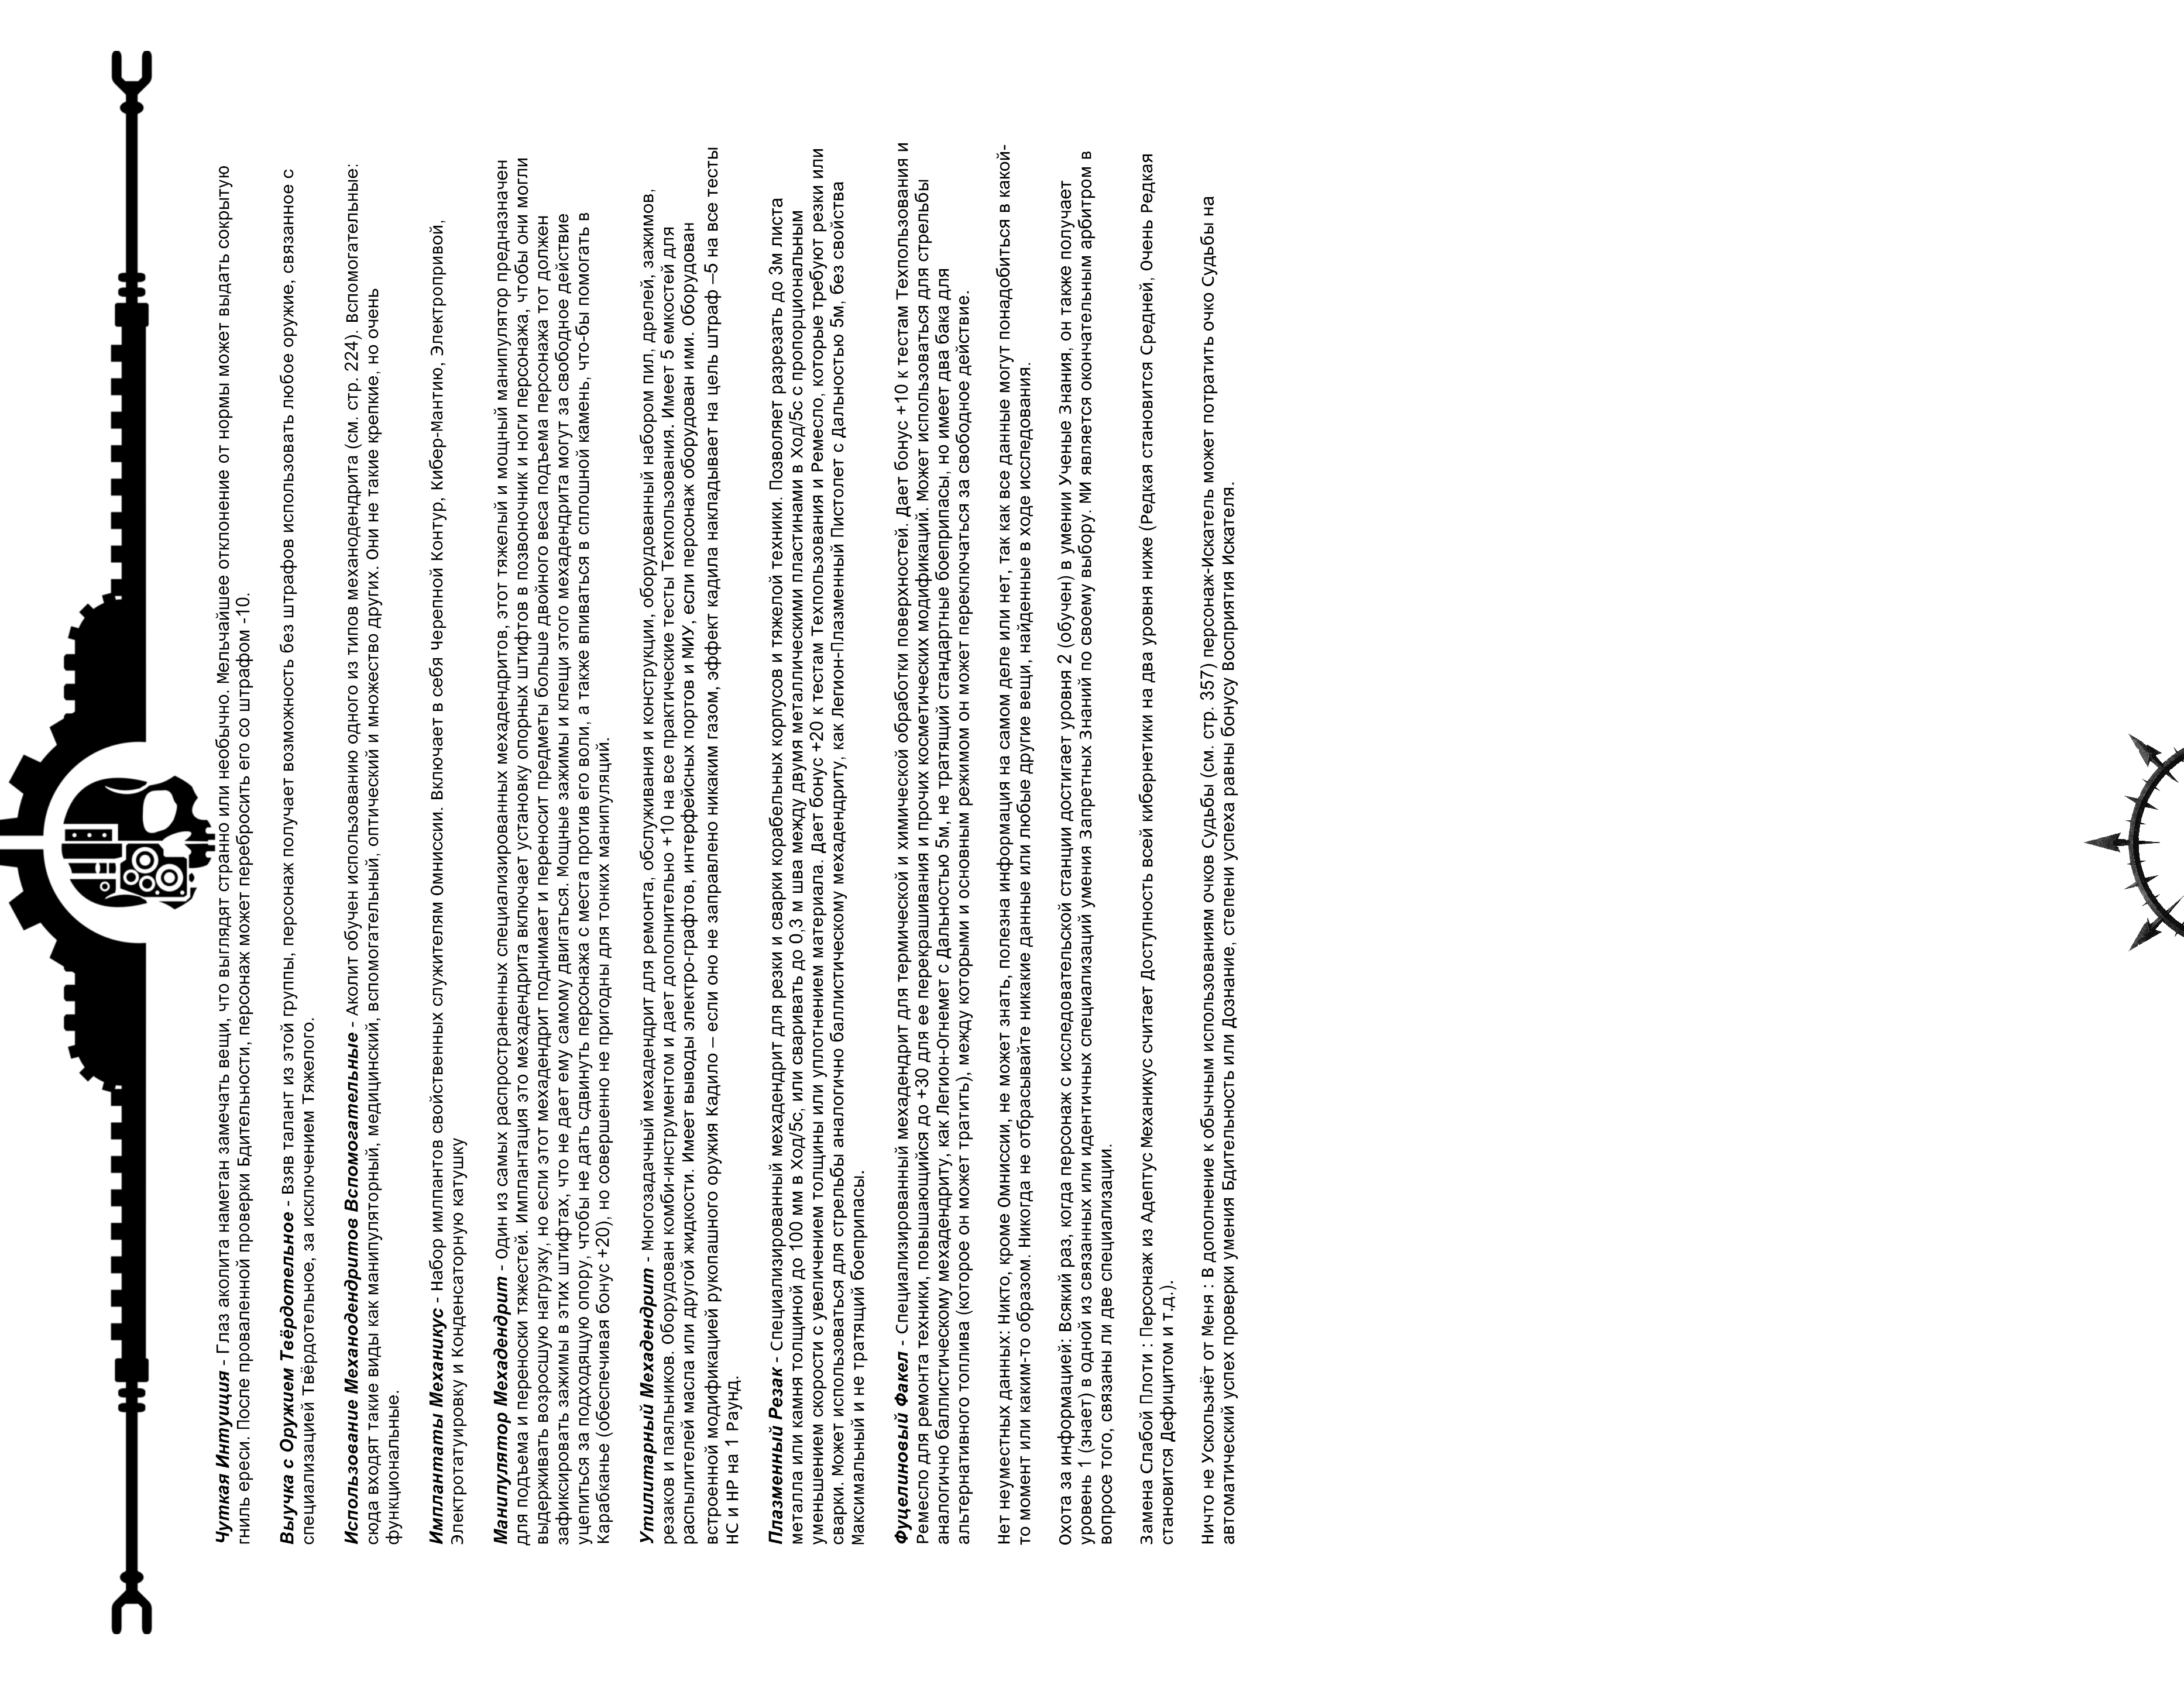 Чуткая Интуиция - Глаз аколита наметан замечать вещи, что выглядят странно или необычно. Мельчайшее отклонение от нормы может выдать сокрытую
гниль ереси. После проваленной проверки Бдительности, персонаж может перебросить его со штрафом -10.
Выучка с Оружием Твёрдотельное - Взяв талант из этой группы, персонаж получает возможность без штрафов использовать любое оружие, связанное с
специализацией Твёрдотельное, за исключением Тяжелого.
Использование Механодендритов Вспомогательные - Аколит обучен использованию одного из типов механодендрита (см. стр. 224). Вспомогательные:
сюда входят такие виды как манипуляторный, медицинский, вспомогательный, оптический и множество других. Они не такие крепкие, но очень
функциональные.
Имплантаты Механикус - Набор имплантов свойственных служителям Омниссии. Включает в себя Черепной Контур, Кибер-Мантию, Электропривой,
Электротатуировку и Конденсаторную катушку
Манипулятор Мехадендрит - Один из самых распространенных специализированных мехадендритов, этот тяжелый и мощный манипулятор предназначен
для подъема и переноски тяжестей. Имплантация это мехадендрита включает установку опорных штифтов в позвоночник и ноги персонажа, чтобы они могли
выдерживать возросшую нагрузку, но если этот мехадендрит поднимает и переносит предметы больше двойного веса подъема персонажа тот должен
зафиксировать зажимы в этих штифтах, что не дает ему самому двигаться. Мощные зажимы и клещи этого мехадендрита могут за свободное действие
уцепиться за подходящую опору, чтобы не дать сдвинуть персонажа с места против его воли, а также впиваться в сплошной камень, что-бы помогать в
Карабканье (обеспечивая бонус +20), но совершенно не пригодны для тонких манипуляций.
Утилитарный Мехадендрит - Многозадачный мехадендрит для ремонта, обслуживания и конструкции, оборудованный набором пил, дрелей, зажимов,
резаков и паяльников. Оборудован комби-инструментом и дает дополнительно +10 на все практические тесты Техпользования. Имеет 5 емкостей для
распылителей масла или другой жидкости. Имеет выводы электро-графтов, интерфейсных портов и МИУ, если персонаж оборудован ими. Оборудован
встроенной модификацией рукопашного оружия Кадило – если оно не заправлено никаким газом, эффект кадила накладывает на цель штраф –5 на все тесты
НС и НР на 1 Раунд.
Плазменный Резак - Специализированный мехадендрит для резки и сварки корабельных корпусов и тяжелой техники. Позволяет разрезать до 3м листа
металла или камня толщиной до 100 мм в Ход/5с, или сваривать до 0,3 м шва между двумя металлическими пластинами в Ход/5с с пропорциональным
уменьшением скорости с увеличением толщины или уплотнением материала. Дает бонус +20 к тестам Техпользования и Ремесло, которые требуют резки или
сварки. Может использоваться для стрельбы аналогично баллистическому мехадендриту, как Легион-Плазменный Пистолет с Дальностью 5м, без свойства
Максимальный и не тратящий боеприпасы.
Фуцелиновый Факел - Специализированный мехадендрит для термической и химической обработки поверхностей. Дает бонус +10 к тестам Техпользования и
Ремесло для ремонта техники, повышающийся до +30 для ее перекрашивания и прочих косметических модификаций. Может использоваться для стрельбы
аналогично баллистическому мехадендриту, как Легион-Огнемет с Дальностью 5м, не тратящий стандартные боеприпасы, но имеет два бака для
альтернативного топлива (которое он может тратить), между которыми и основным режимом он может переключаться за свободное действие.
Нет неуместных данных: Никто, кроме Омниссии, не может знать, полезна информация на самом деле или нет, так как все данные могут понадобиться в какой-
то момент или каким-то образом. Никогда не отбрасывайте никакие данные или любые другие вещи, найденные в ходе исследования.
Охота за информацией: Всякий раз, когда персонаж с исследовательской станции достигает уровня 2 (обучен) в умении Ученые Знания, он также получает
уровень 1 (знает) в одной из связанных или идентичных специализаций умения Запретных Знаний по своему выбору. МИ является окончательным арбитром в
вопросе того, связаны ли две специализации.
Замена Слабой Плоти : Персонаж из Адептус Механикус считает Доступность всей кибернетики на два уровня ниже (Редкая становится Средней, Очень Редкая
становится Дефицитом и т.д.).
Ничто не Ускользнёт от Меня : В дополнение к обычным использованиям очков Судьбы (см. стр. 357) персонаж-Искатель может потратить очко Судьбы на
автоматический успех проверки умения Бдительность или Дознание, степени успеха равны бонусу Восприятия Искателя.